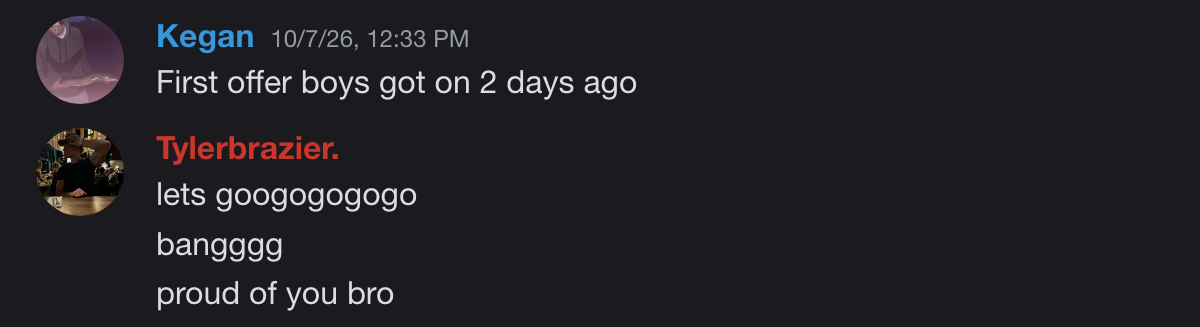 Kegan 10/7/26, 12:33 PM
First offer boys got on 2 days ago
Tylerbrazier.
lets googogogogo
bangggg
proud of you bro